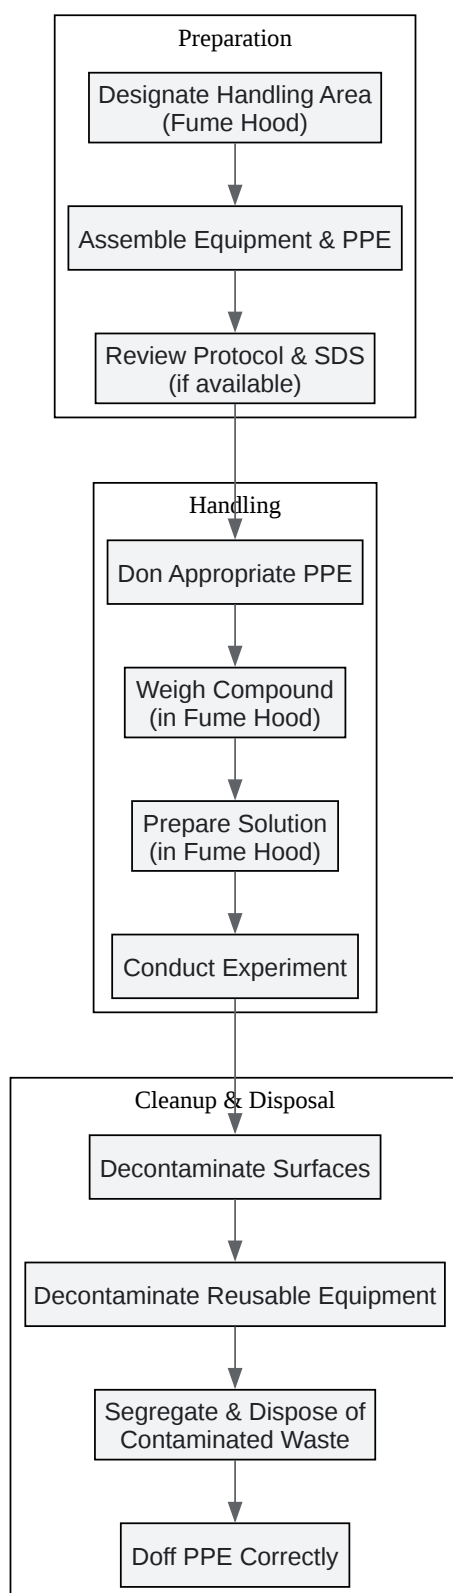 Preparation
Designate Handling Area
(Fume Hood)
Assemble Equipment & PPE
Review Protocol & SDS
(if available)
Handling
Don Appropriate PPE
Weigh Compound
(in Fume Hood)
Prepare Solution
(in Fume Hood)
Conduct Experiment
Cleanup & Disposal
Decontaminate Surfaces
Decontaminate Reusable Equipment
Segregate & Dispose of
Contaminated Waste
Doff PPE Correctly